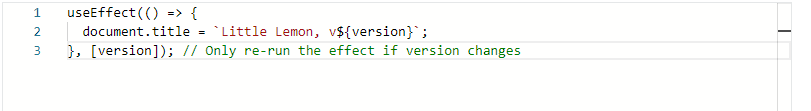 1 useEffect(() => {
2   document.title = `Little Lemon, v${version}`;
3 }, [version]); // Only re-run the effect if version changes